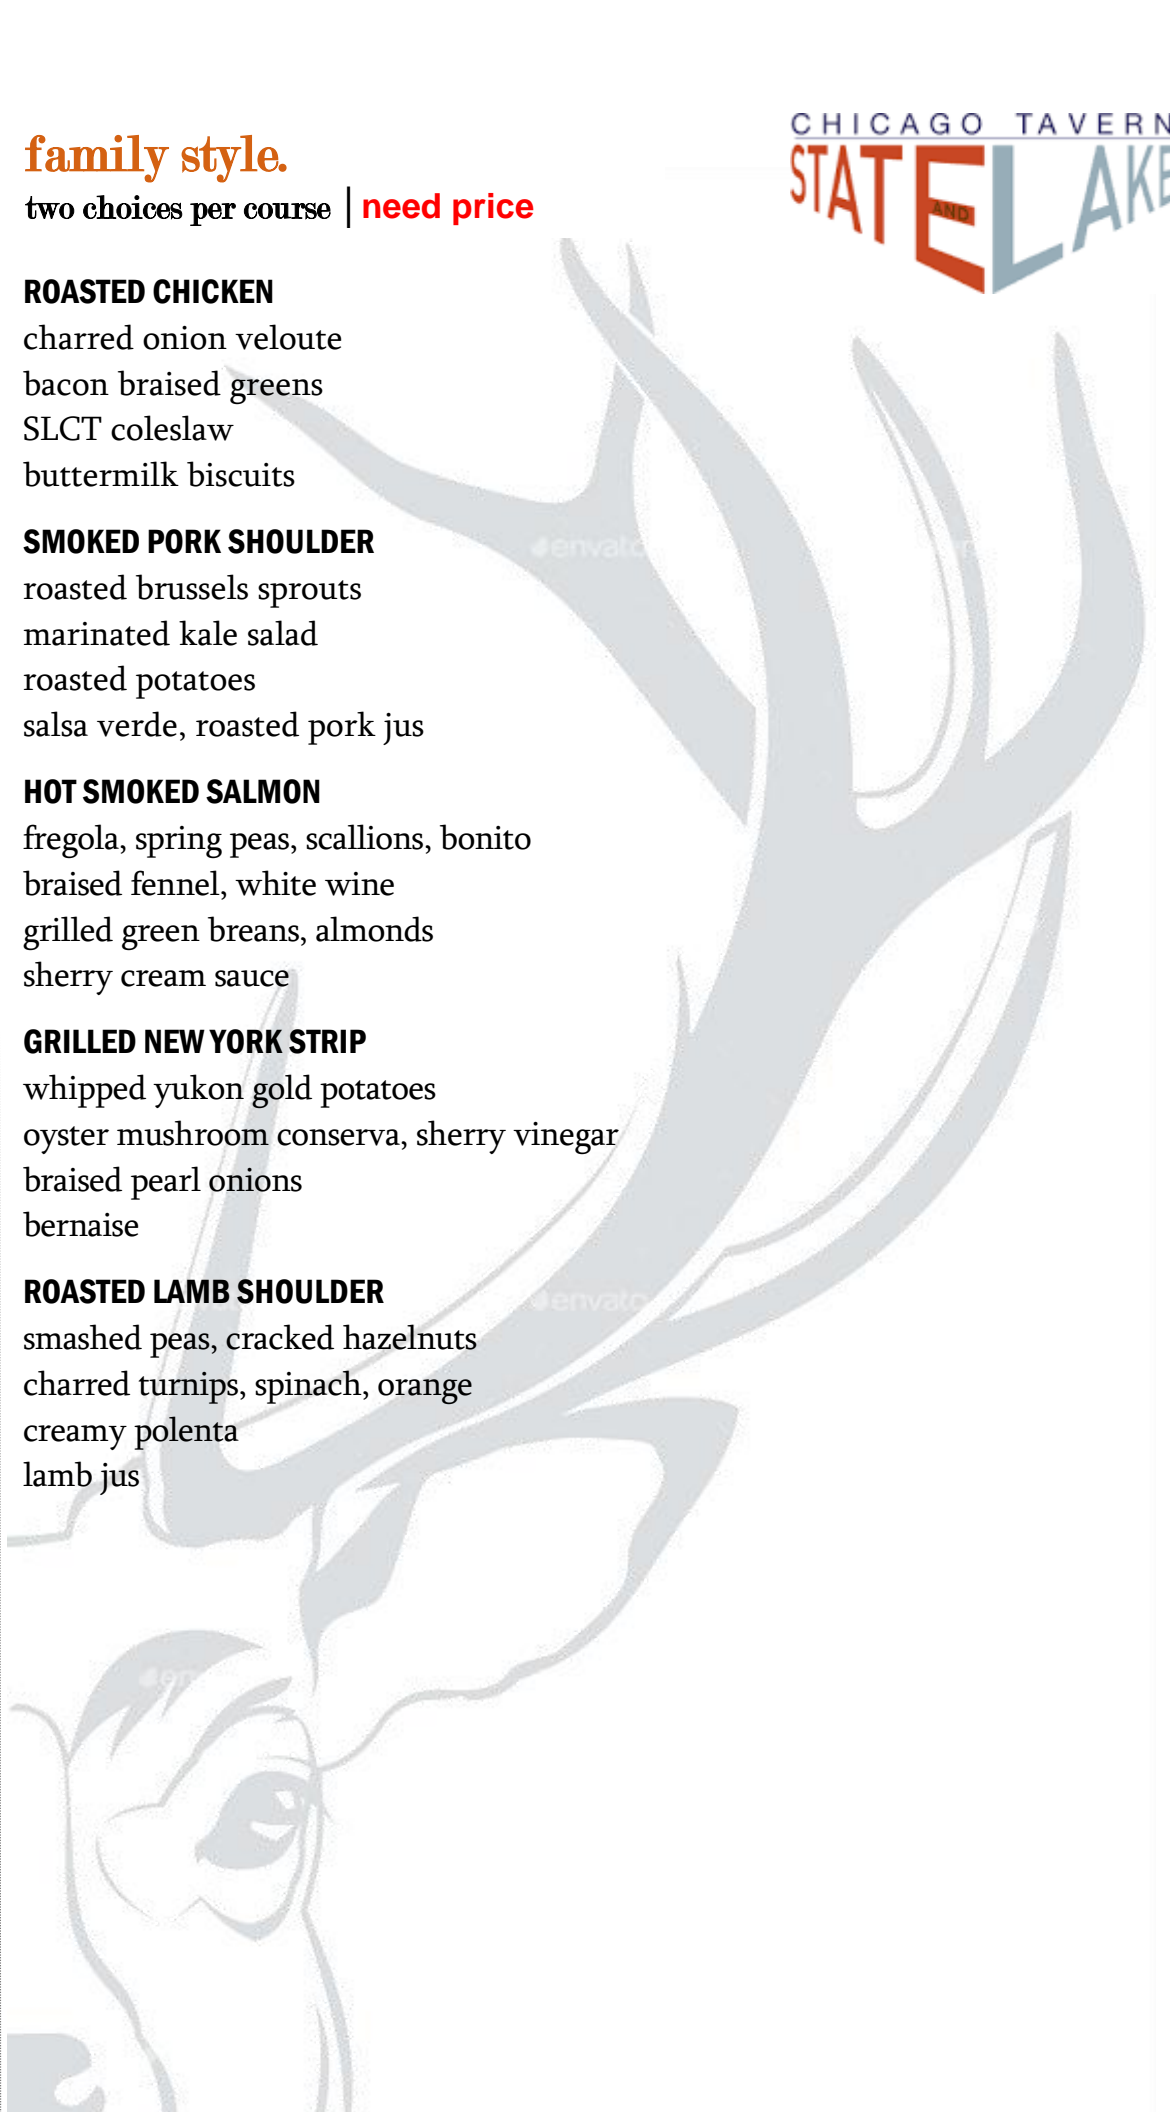 CHICAGO TAVERN
STATE AND LAKE
family style.
two choices per course | need price
ROASTED CHICKEN
charred onion veloute
bacon braised greens
SLCT coleslaw
buttermilk biscuits
SMOKED PORK SHOULDER
roasted brussels sprouts
marinated kale salad
roasted potatoes
salsa verde, roasted pork jus
HOT SMOKED SALMON
fregola, spring peas, scallions, bonito
braised fennel, white wine
grilled green breans, almonds
sherry cream sauce
GRILLED NEW YORK STRIP
whipped yukon gold potatoes
oyster mushroom conserva, sherry vinegar
braised pearl onions
bernaise
ROASTED LAMB SHOULDER
smashed peas, cracked hazelnuts
charred turnips, spinach, orange
creamy polenta
lamb jus
envato
envato